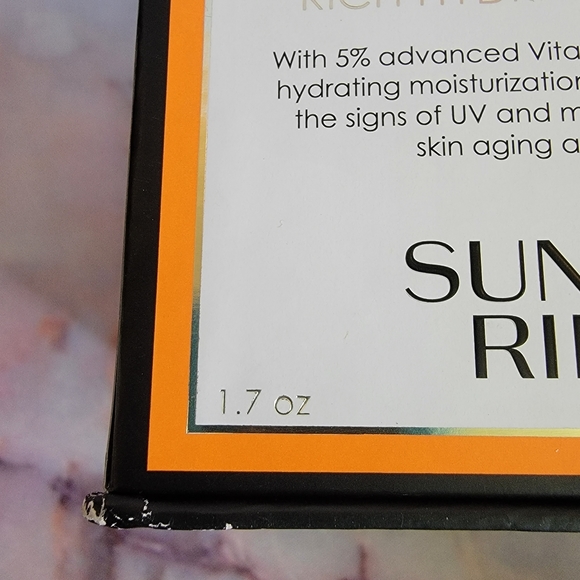 With 5% advanced Vita
hydrating moisturization
the signs of UV and m
skin aging a
SUN
RI
1.7 oz